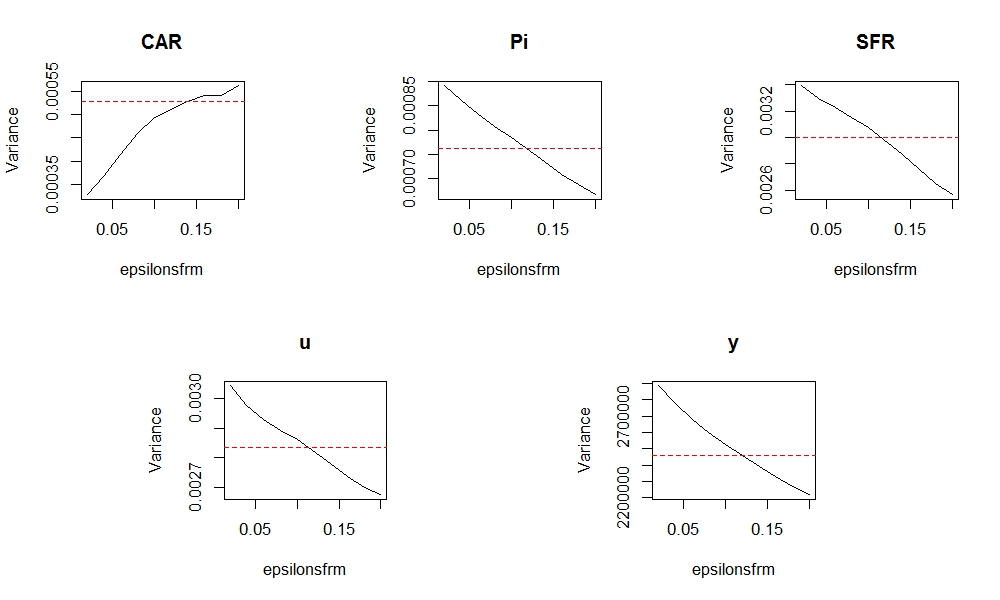 CAR
Variance
0.00035
0.00055
0.05
0.15
epsilonsfrm
Pi
Variance
0.00070
0.00085
0.05
0.15
epsilonsfrm
SFR
Variance
0.0026
0.0032
0.05
0.15
epsilonsfrm
u
Variance
0.0027
0.0030
0.05
0.15
epsilonsfrm
y
Variance
2200000
2700000
0.05
0.15
epsilonsfrm